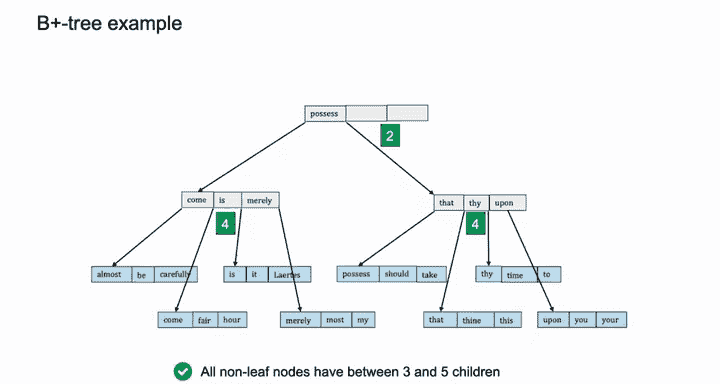 B+-tree example
possess
2
come is merely
that thy upon
4
4
almost be carefully
is it Laertes
possess should take
thy time to
come fair hour
merely most my
that thine this
upon you your
All non-leaf nodes have between 3 and 5 children